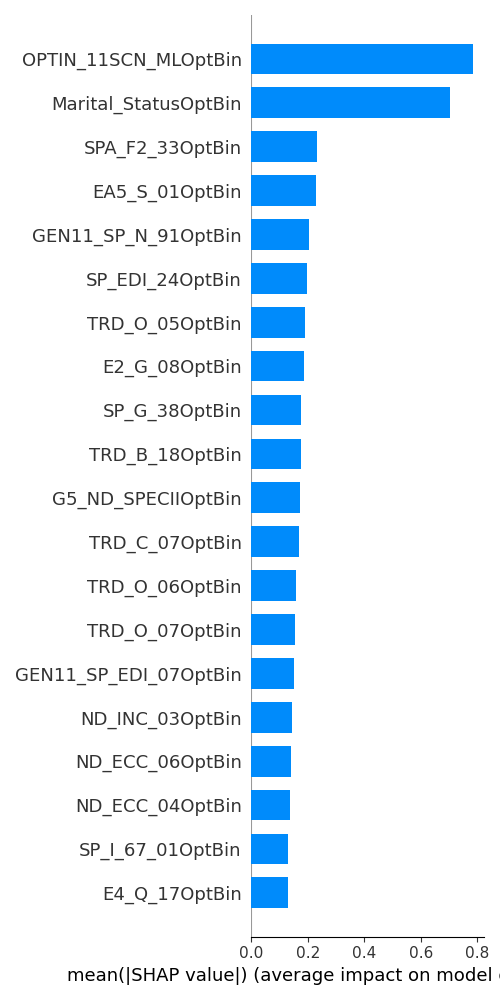 OPTIN_11SCN_MLOptBin
Marital_StatusOptBin
SPA_F2_33OptBin
EA5_S_01OptBin
GEN11_SP_N_91OptBin
SP_EDI_24OptBin
TRD_O_05OptBin
E2_G_08OptBin
SP_G_38OptBin
TRD_B_18OptBin
G5_ND_SPECIIOptBin
TRD_C_07OptBin
TRD_O_06OptBin
TRD_O_07OptBin
GEN11_SP_EDI_07OptBin
ND_INC_03OptBin
ND_ECC_06OptBin
ND_ECC_04OptBin
SP_I_67_01OptBin
E4_Q_17OptBin
0.0 0.2 0.4 0.6 0.8
mean(|SHAP value|) (average impact on model